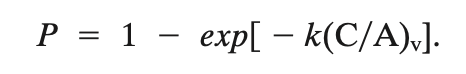 P = 1 − exp[ − k(C/A)ᵥ].